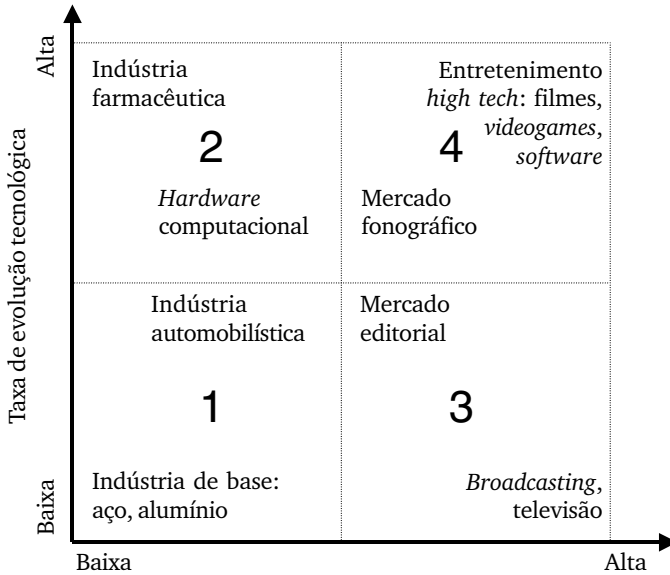 Alta
Taxa de evolução tecnológica
Baixa
Indústria
farmacêutica
2
Hardware
computacional
Entretenimento
high tech: filmes,
videogames,
software
4
Mercado
fonográfico
Indústria
automobilística
1
Indústria de base:
aço, alumínio
Mercado
editorial
3
Broadcasting,
televisão
Baixa
Alta